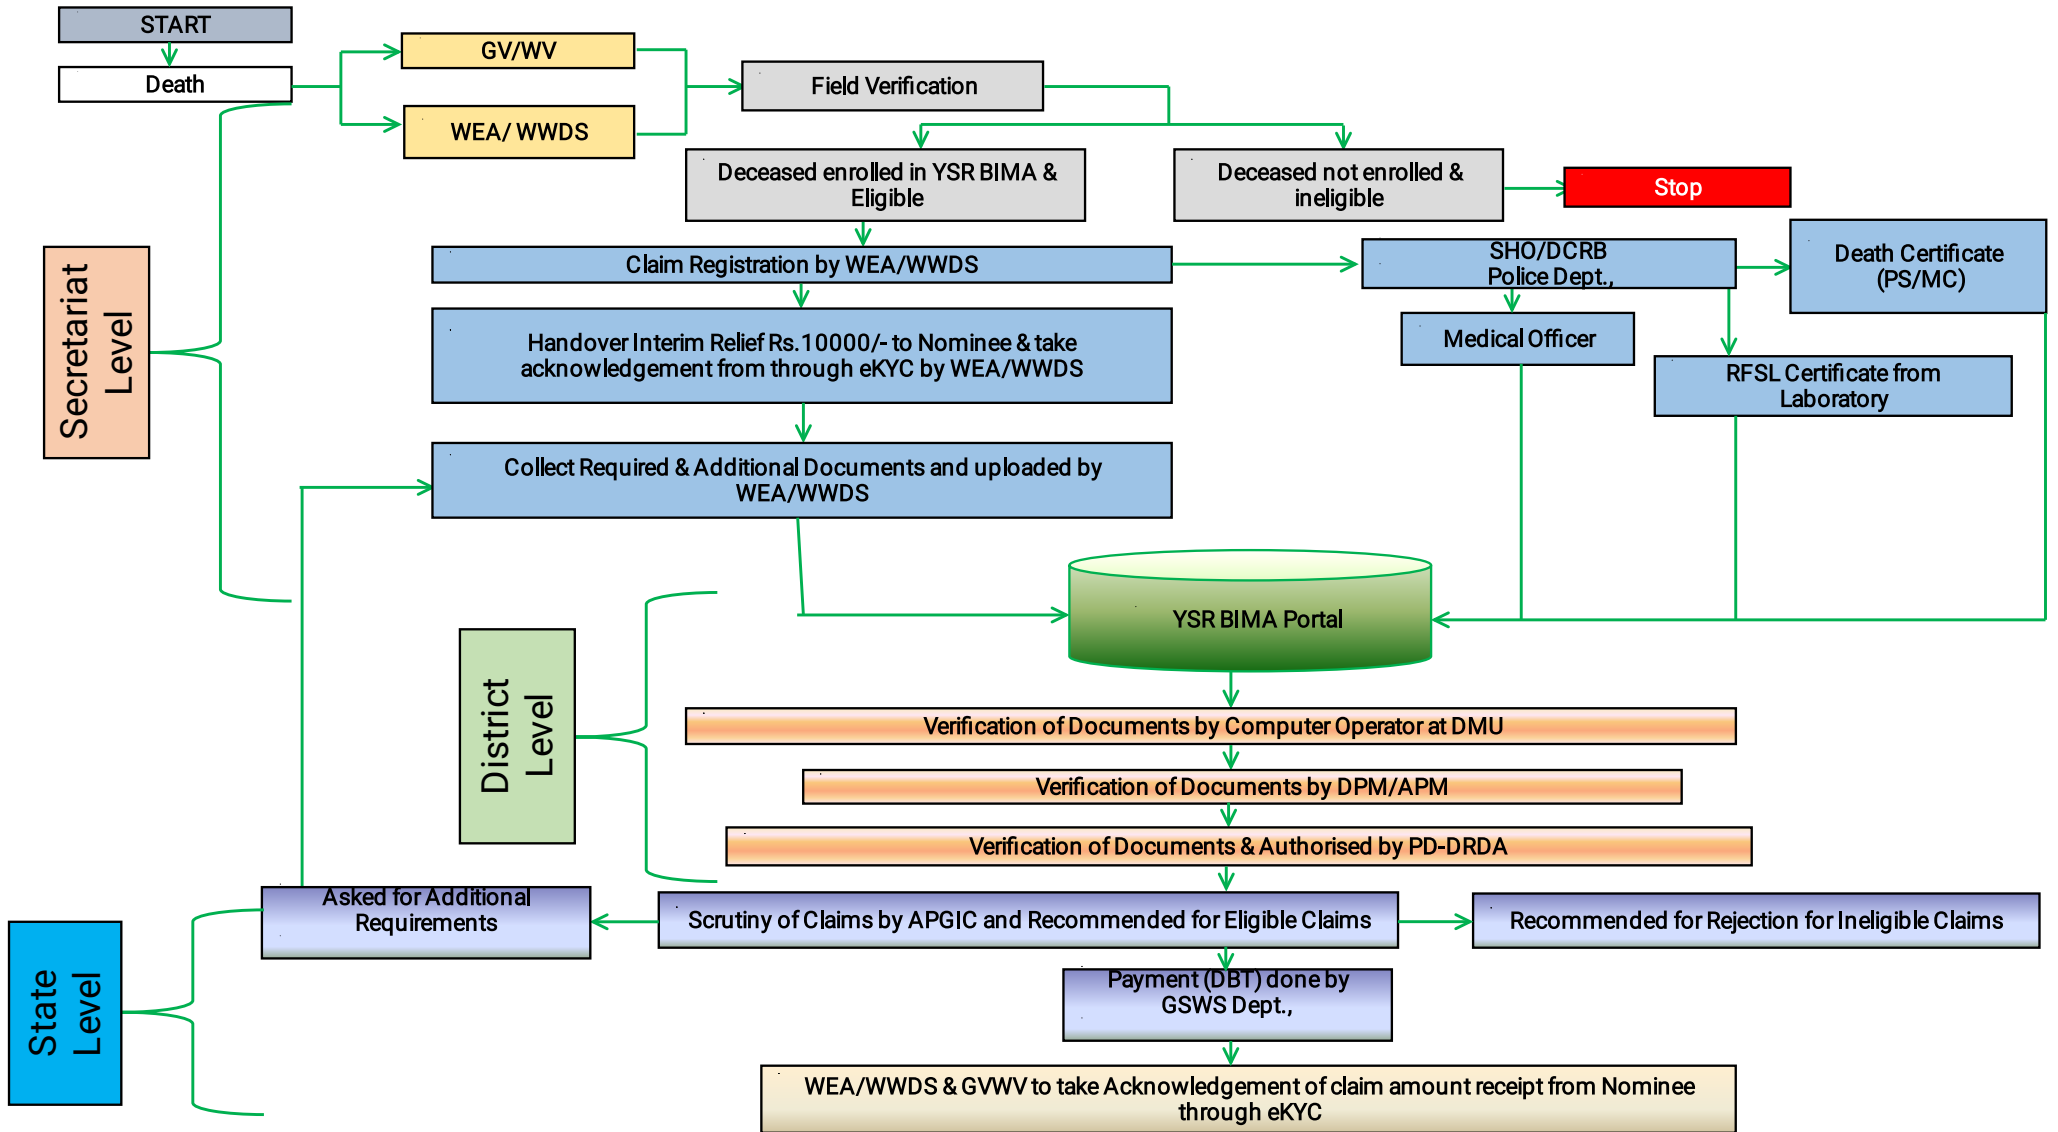 START
Death
GV/WV
WEA/ WWDS
Field Verification
Deceased enrolled in YSR BIMA &
Eligible
Deceased not enrolled &
ineligible
Stop
Secretariat
Level
Claim Registration by WEA/WWDS
SHO/DCRB
Police Dept.,
Death Certificate
(PS/MC)
Handover Interim Relief Rs.10000/- to Nominee & take
acknowledgement from through eKYC by WEA/WWDS
Medical Officer
RFSL Certificate from
Laboratory
Collect Required & Additional Documents and uploaded by
WEA/WWDS
YSR BIMA Portal
District
Level
Verification of Documents by Computer Operator at DMU
Verification of Documents by DPM/APM
Verification of Documents & Authorised by PD-DRDA
State
Level
Asked for Additional
Requirements
Scrutiny of Claims by APGIC and Recommended for Eligible Claims
Recommended for Rejection for Ineligible Claims
Payment (DBT) done by
GSWS Dept.,
WEA/WWDS & GVWV to take Acknowledgement of claim amount receipt from Nominee
through eKYC